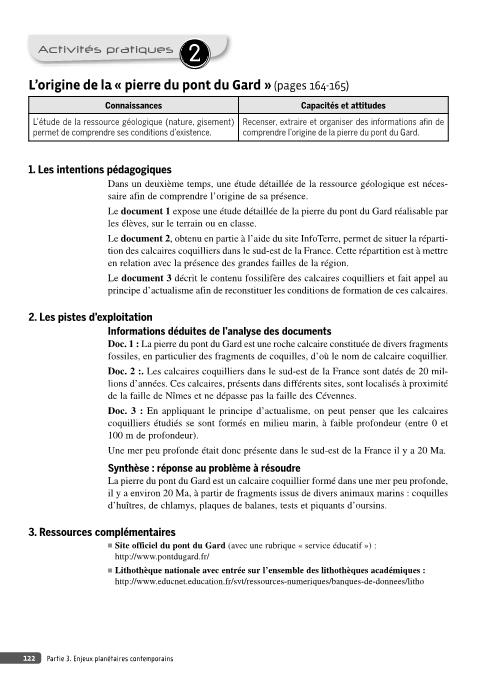 Activités pratiques 2
L'origine de la « pierre du pont du Gard » (pages 164-165)
Connaissances
Capacités et attitudes
L'étude de la ressource géologique (nature, gisement)
permet de comprendre ses conditions d'existence.
Recenser, extraire et organiser des informations afin de
comprendre l'origine de la pierre du pont du Gard.
1. Les intentions pédagogiques
Dans un deuxième temps, une étude détaillée de la ressource géologique est néces-
saire afin de comprendre l'origine de sa présence.
Le document 1 expose une étude détaillée de la pierre du pont du Gard réalisable par
les élèves, sur le terrain ou en classe.
Le document 2, obtenu en partie à l'aide du site InfoTerre, permet de situer la réparti-
tion des calcaires coquilliers dans le sud-est de la France. Cette répartition est à mettre
en relation avec la présence des grandes failles de la région.
Le document 3 décrit le contenu fossilifère des calcaires coquilliers et fait appel au
principe d'actualisme afin de reconstituer les conditions de formation de ces calcaires.
2. Les pistes d'exploitation
Informations déduites de l'analyse des documents
Doc. 1 : La pierre du pont du Gard est une roche calcaire constituée de divers fragments
fossiles, en particulier des fragments de coquilles, d'où le nom de calcaire coquillier.
Doc. 2 :. Les calcaires coquilliers dans le sud-est de la France sont datés de 20 mil-
lions d'années. Ces calcaires, présents dans différents sites, sont localisés à proximité
de la faille de Nîmes et ne dépasse pas la faille des Cévennes.
Doc. 3 : En appliquant le principe d'actualisme, on peut penser que les calcaires
coquilliers étudiés se sont formés en milieu marin, à faible profondeur (entre 0 et
100 m de profondeur).
Une mer peu profonde était donc présente dans le sud-est de la France il y a 20 Ma.
Synthèse : réponse au problème à résoudre
La pierre du pont du Gard est un calcaire coquillier formé dans une mer peu profonde,
il y a environ 20 Ma, à partir de fragments issus de divers animaux marins : coquilles
d'huîtres, de chlamys, plaques de balanes, tests et piquants d'oursins.
3. Ressources complémentaires
■ Site officiel du pont du Gard (avec une rubrique « service éducatif ») :
http://www.pontdugard.fr/
■ Lithothèque nationale avec entrée sur l'ensemble des lithothèques académiques :
http://www.educnet.education.fr/svt/ressources-numeriques/banques-de-donnees/litho
122 Partie 3. Enjeux planétaires contemporains